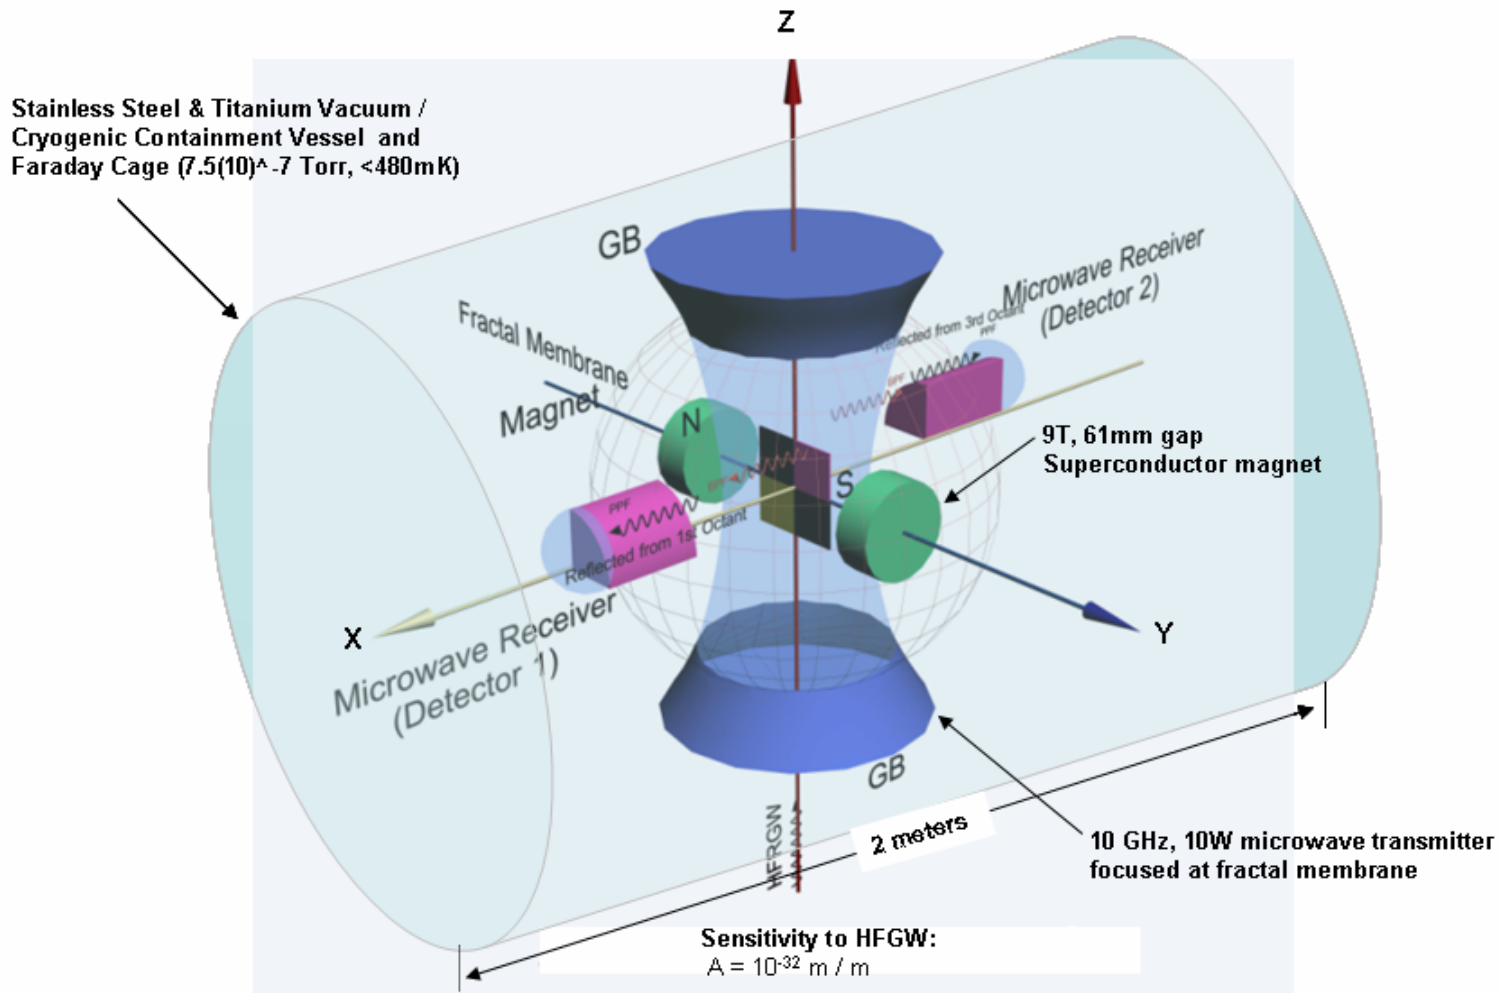 Z
Stainless Steel & Titanium Vacuum /
Cryogenic Containment Vessel and
Faraday Cage (7.5(10)^ -7 Torr, <480mK)
GB
Microwave Receiver
(Detector 2)
Reflected from 3rd Octant
PPF
BPF
Fractal Membrane
Magnet
N
S
9T, 61mm gap
Superconductor magnet
BPF
PPF
Reflected from 1st Octant
X
Microwave Receiver
(Detector 1)
Y
GB
HFRGW
2 meters
10 GHz, 10W microwave transmitter
focused at fractal membrane
Sensitivity to HFGW:
A = 10⁻³² m / m